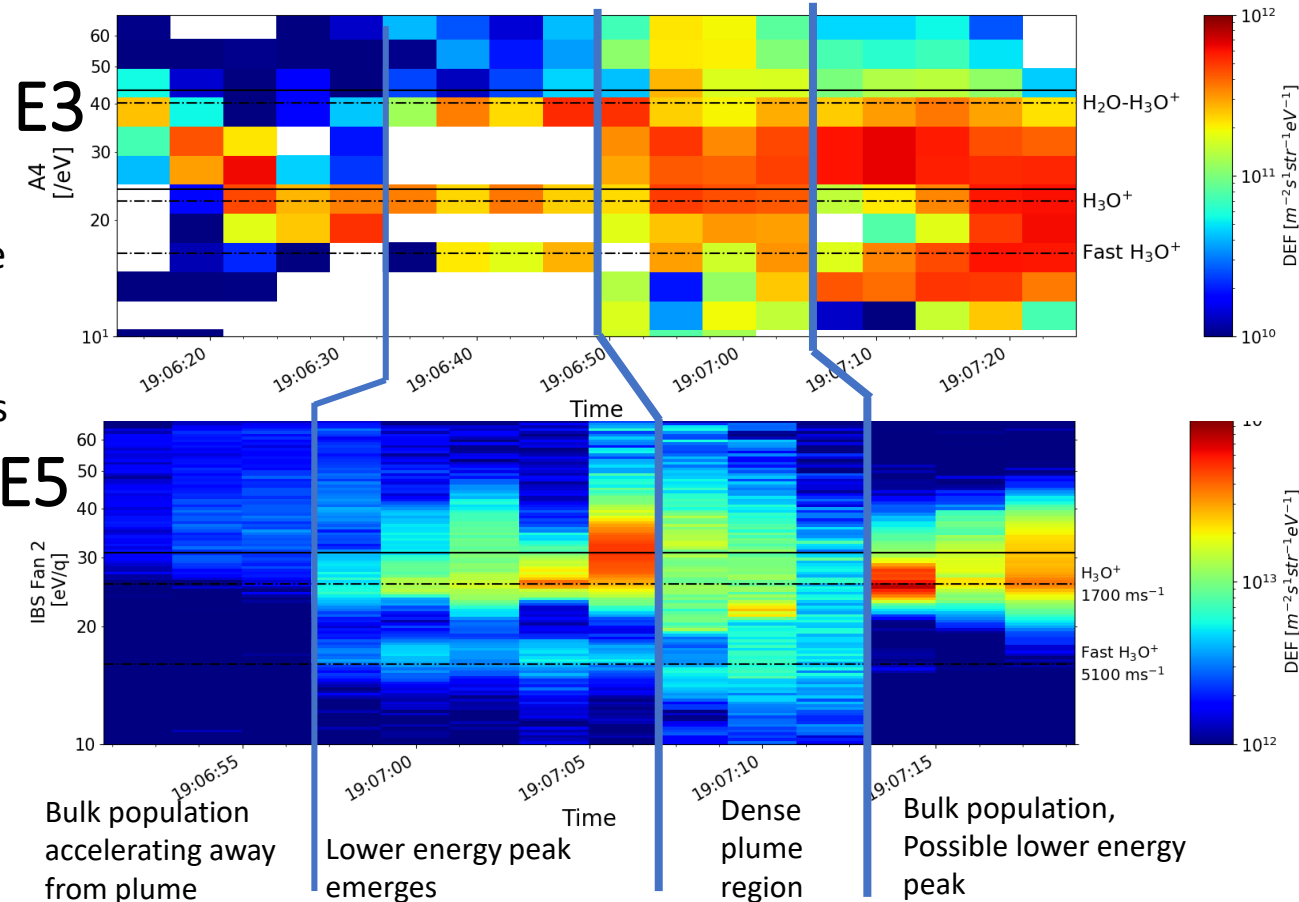 E3
A4
[/eV]
60
50
40
30
20
10¹
H₂O-H₃O⁺
H₃O⁺
Fast H₃O⁺
10¹²
10¹¹
10¹⁰
DEF [m⁻²s¹str⁻¹eV⁻¹]
19:06:20
19:06:30
19:06:40
19:06:50
19:07:00
19:07:10
19:07:20
Time
e
s
E5
IBS Fan 2
[eV/q]
60
50
40
30
20
10
H₃O⁺
1700 ms⁻¹
Fast H₃O⁺
5100 ms⁻¹
10¹³
10¹²
DEF [m⁻²s¹str⁻¹eV⁻¹]
19:06:55
19:07:00
19:07:05
19:07:10
19:07:15
Time
Bulk population
accelerating away
from plume
Lower energy peak
emerges
Dense
plume
region
Bulk population,
Possible lower energy
peak